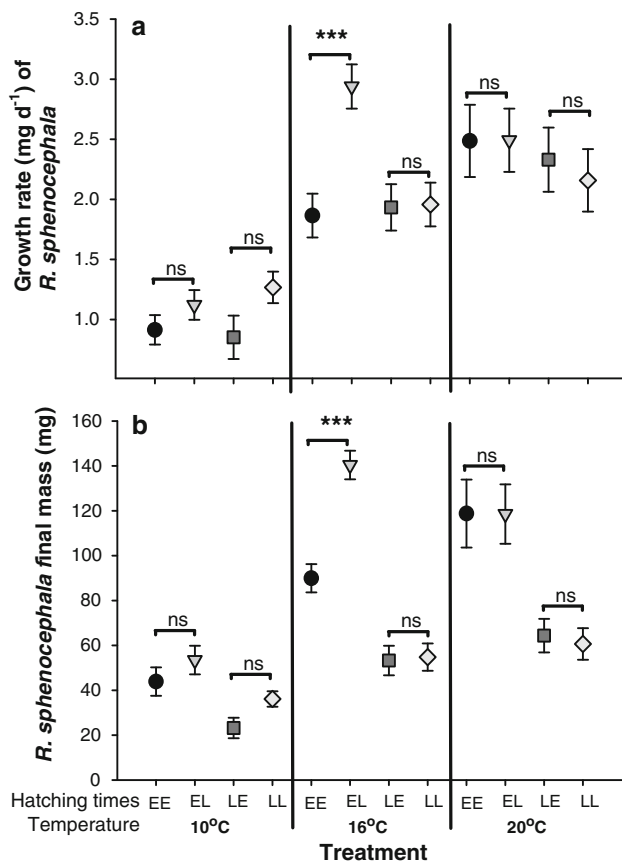 a
Growth rate (mg d⁻¹) of
R. sphenocephala
3.5
3.0
2.5
2.0
1.5
1.0
ns
ns
***
ns
ns
ns
b
R. sphenocephala final mass (mg)
160
140
120
100
80
60
40
20
0
ns
ns
***
ns
ns
ns
Hatching times EE EL LE LL EE EL LE LL EE EL LE LL
Temperature 10°C 16°C 20°C
Treatment